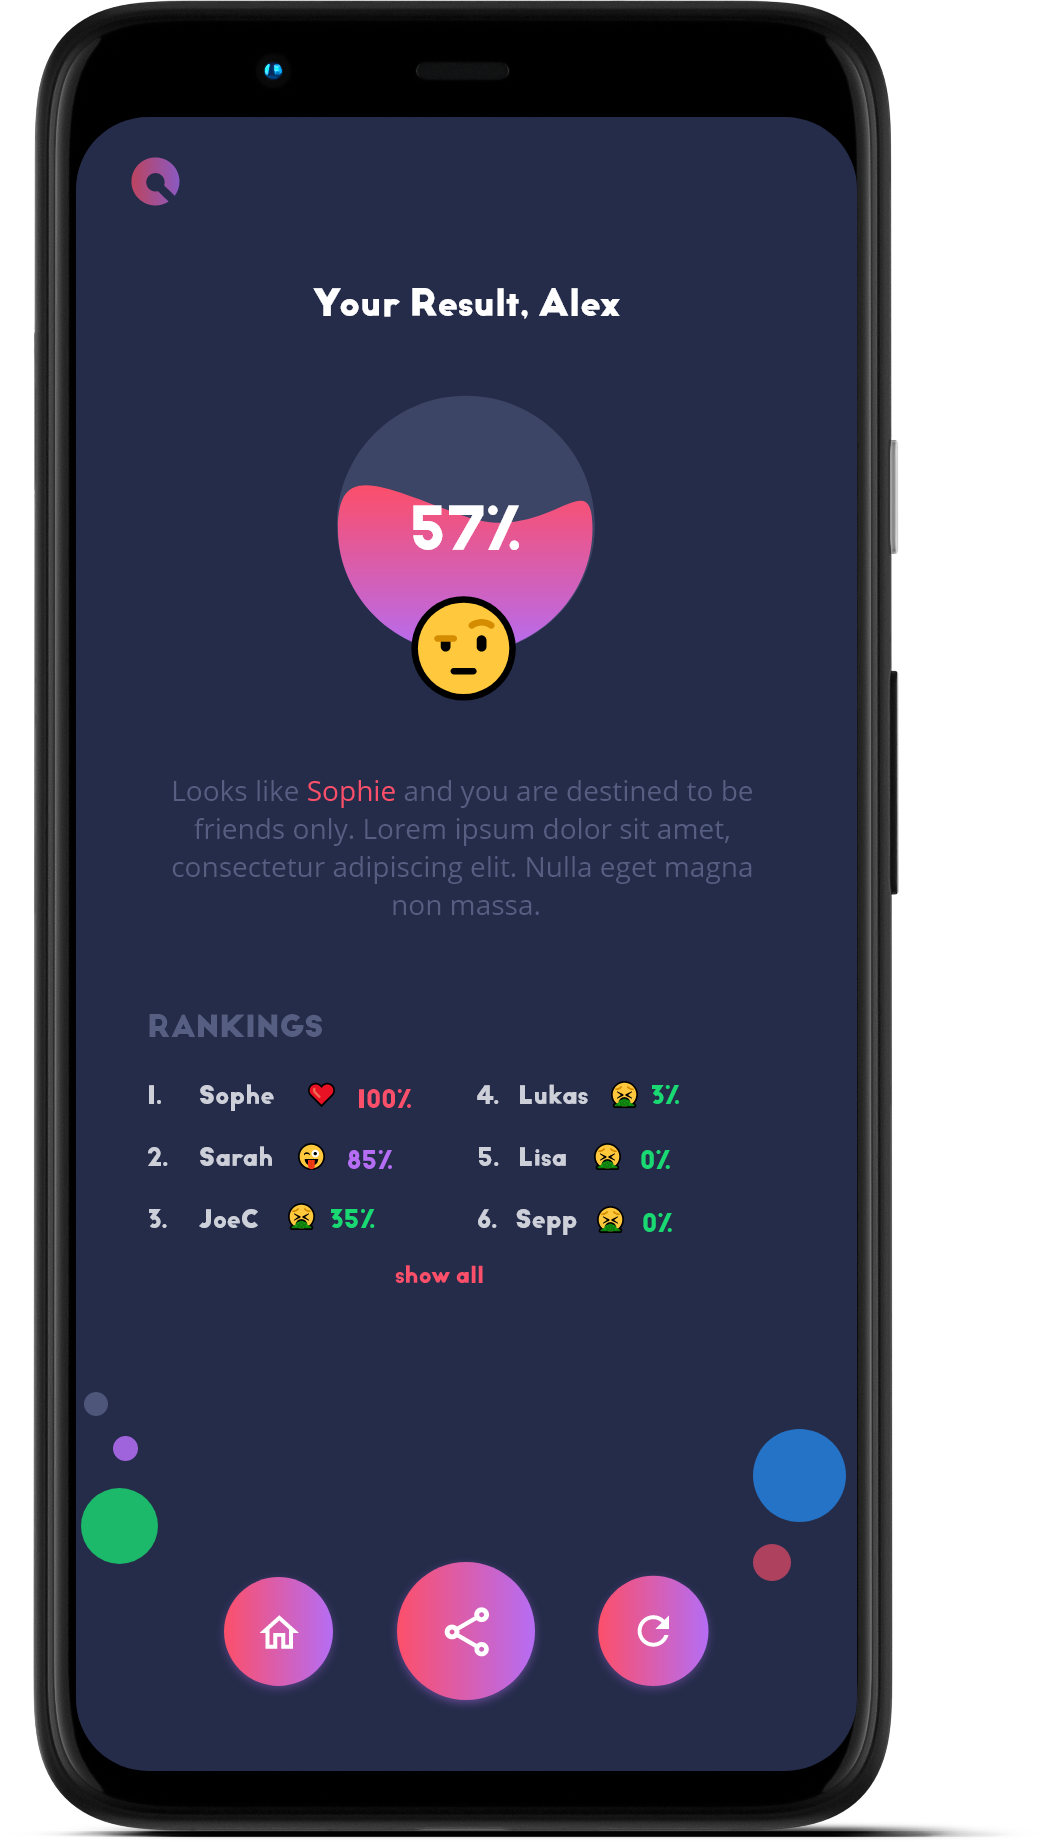 Your Result, Alex
57%
Looks like Sophie and you are destined to be
friends only. Lorem ipsum dolor sit amet,
consectetur adipiscing elit. Nulla eget magna
non massa.
RANKINGS
1. Sophe 100%
2. Sarah 85%
3. JoeC 35%
4. Lukas 3%
5. Lisa 0%
6. Sepp 0%
show all